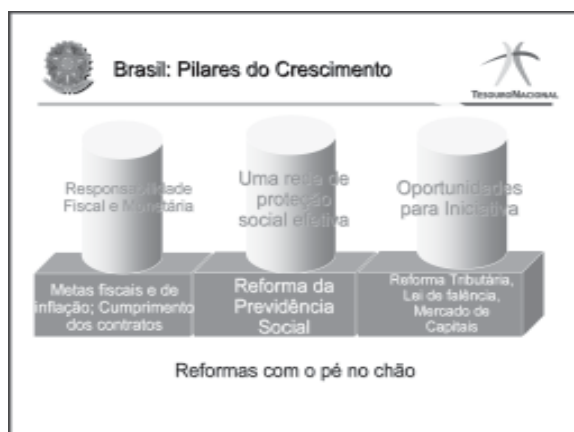 Brasil: Pilares do Crescimento
TESOURO NACIONAL
Responsabilidade
Fiscal e Monetária
Uma rede de
proteção
social efetiva
Oportunidades
para Iniciativa
Metas fiscais e de
inflação; Cumprimento
dos contratos
Reforma da
Previdência
Social
Reforma Tributária,
Lei de falência,
Mercado de
Capitais
Reformas com o pé no chão